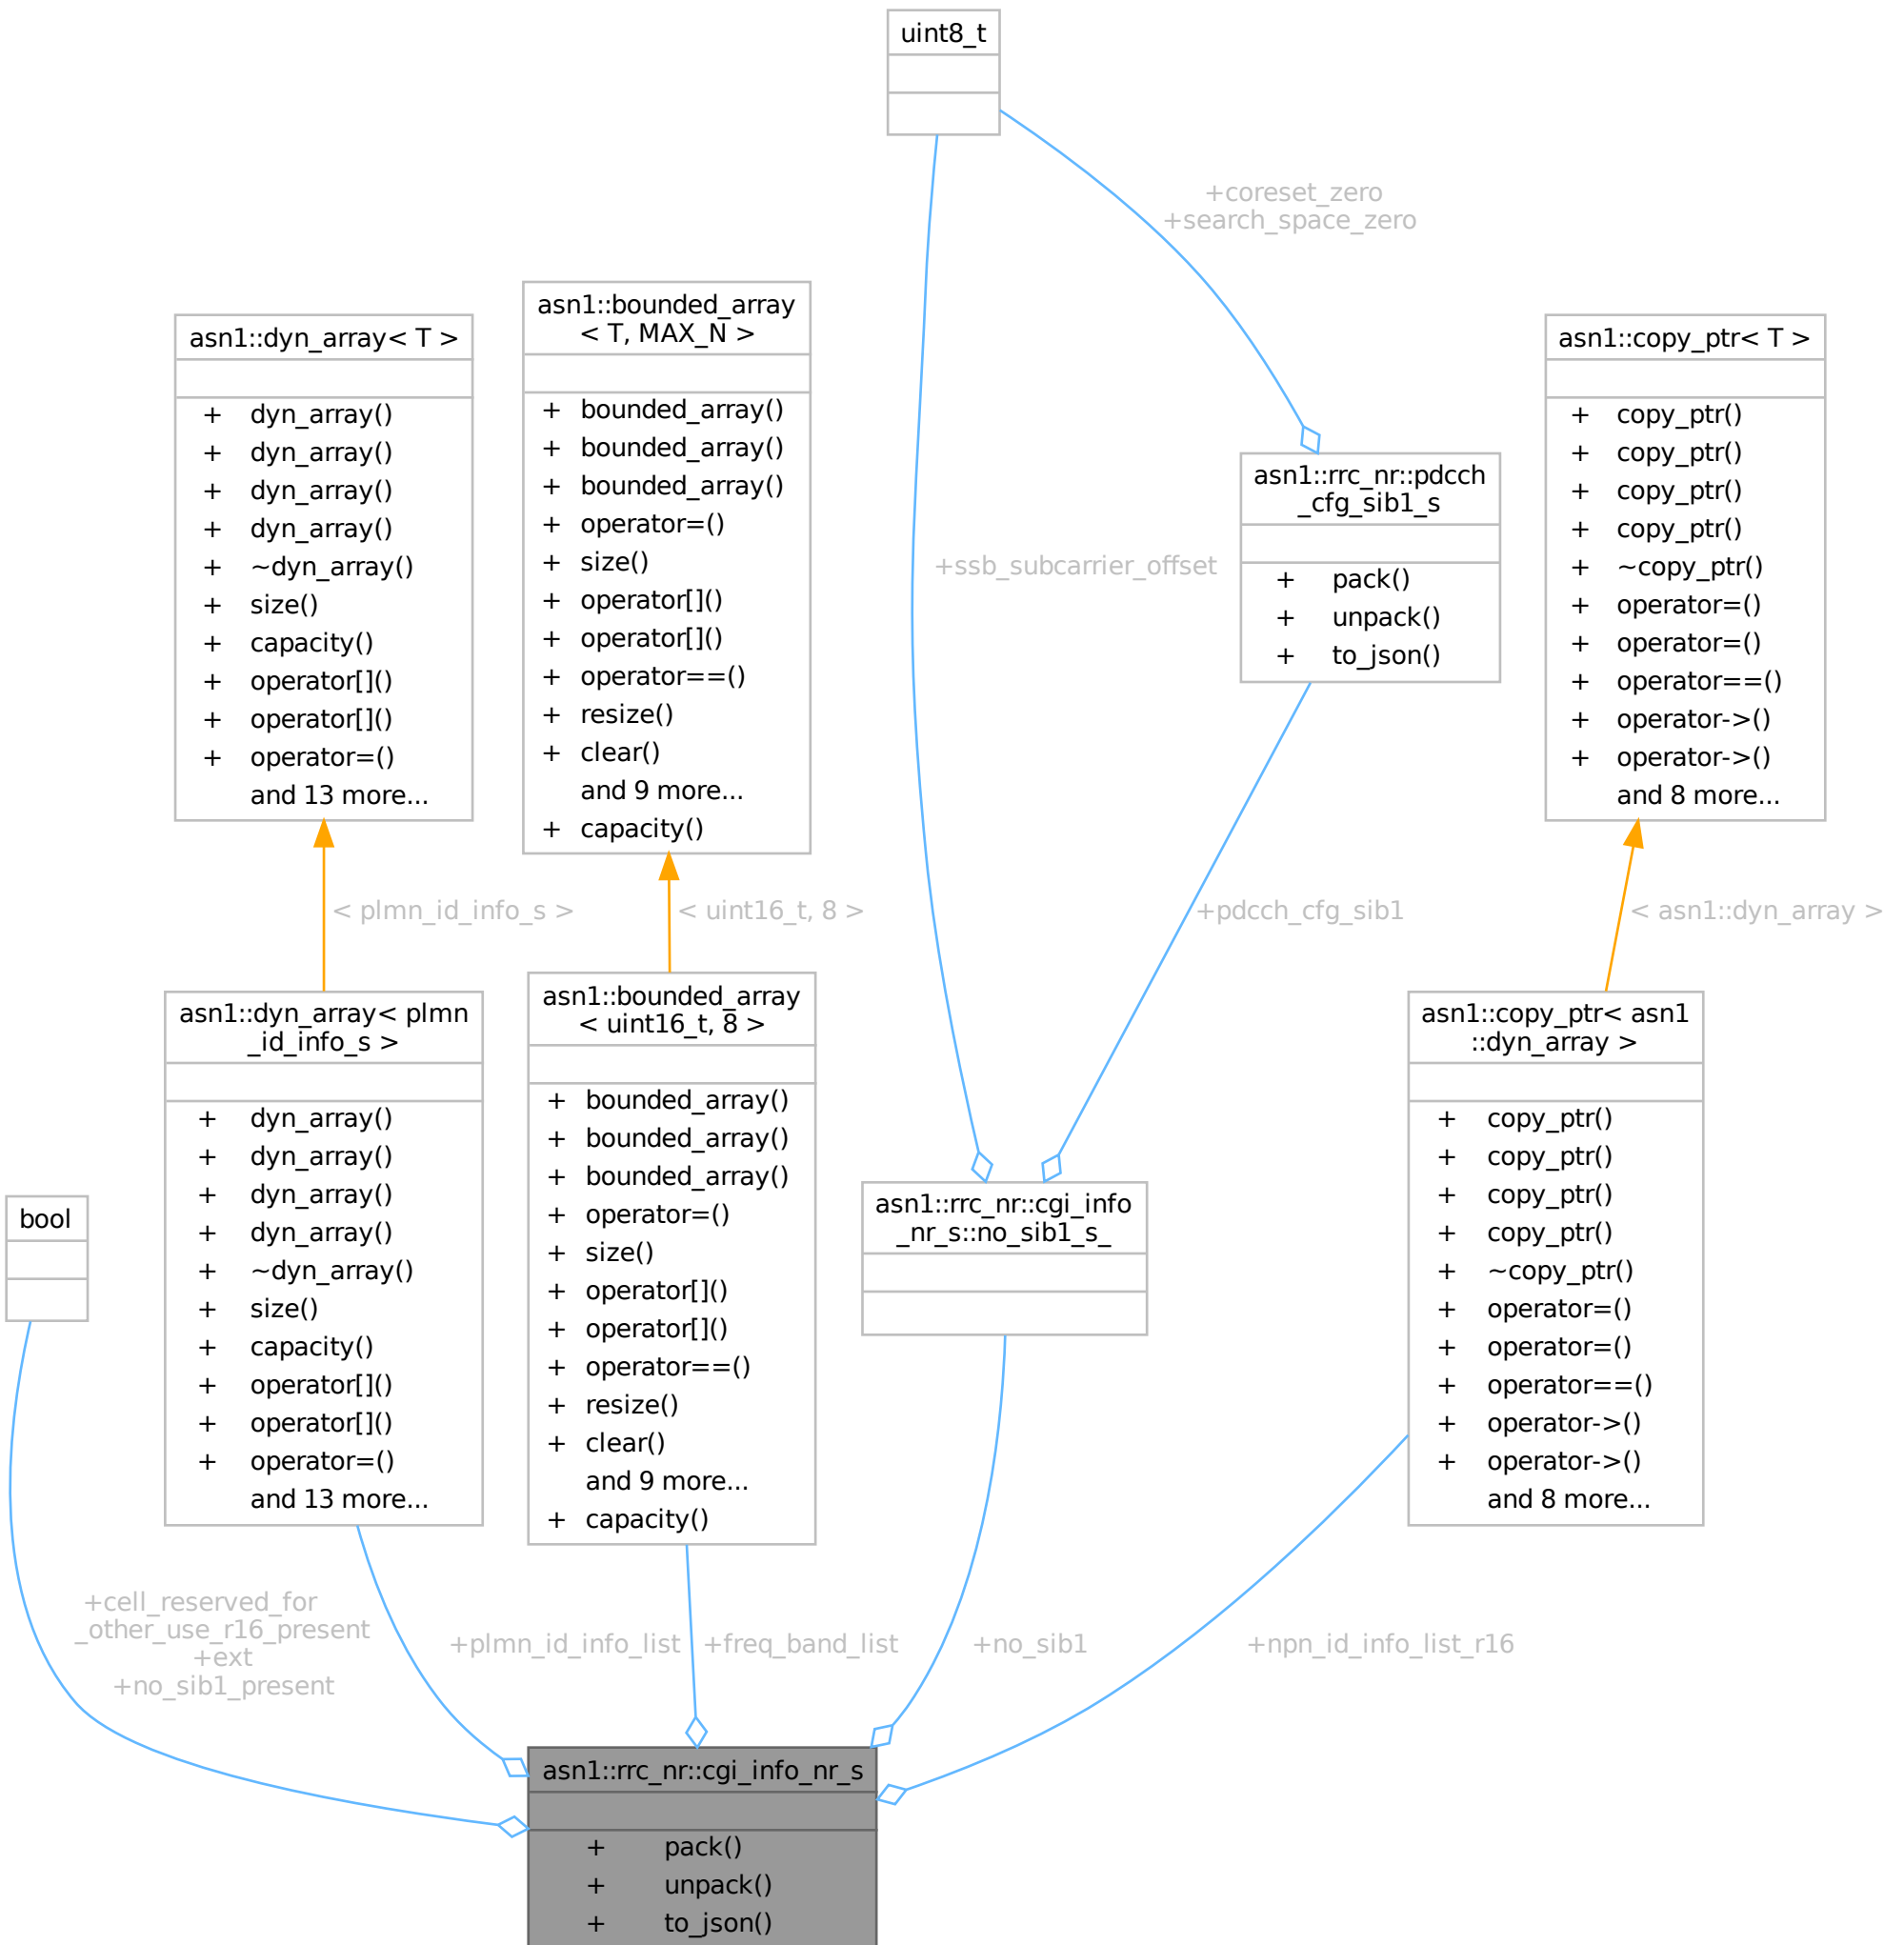 uint8_t
+coreset_zero
+search_space_zero
asn1::dyn_array< T >
+ dyn_array()
+ dyn_array()
+ dyn_array()
+ dyn_array()
+ ~dyn_array()
+ size()
+ capacity()
+ operator[]()
+ operator[]()
+ operator=()
and 13 more...
asn1::bounded_array
< T, MAX_N >
+ bounded_array()
+ bounded_array()
+ bounded_array()
+ operator=()
+ size()
+ operator[]()
+ operator[]()
+ operator==()
+ resize()
+ clear()
and 9 more...
+ capacity()
+ssb_subcarrier_offset
asn1::rrc_nr::pdcch
_cfg_sib1_s
+ pack()
+ unpack()
+ to_json()
asn1::copy_ptr< T >
+ copy_ptr()
+ copy_ptr()
+ copy_ptr()
+ copy_ptr()
+ ~copy_ptr()
+ operator=()
+ operator=()
+ operator==()
+ operator->()
+ operator->()
and 8 more...
< plmn_id_info_s >
< uint16_t, 8 >
+pdcch_cfg_sib1
< asn1::dyn_array >
bool
asn1::dyn_array< plmn
_id_info_s >
+ dyn_array()
+ dyn_array()
+ dyn_array()
+ dyn_array()
+ ~dyn_array()
+ size()
+ capacity()
+ operator[]()
+ operator[]()
+ operator=()
and 13 more...
asn1::bounded_array
< uint16_t, 8 >
+ bounded_array()
+ bounded_array()
+ bounded_array()
+ operator=()
+ size()
+ operator[]()
+ operator[]()
+ operator==()
+ resize()
+ clear()
and 9 more...
+ capacity()
asn1::rrc_nr::cgi_info
_nr_s::no_sib1_s_
asn1::copy_ptr< asn1
::dyn_array >
+ copy_ptr()
+ copy_ptr()
+ copy_ptr()
+ copy_ptr()
+ ~copy_ptr()
+ operator=()
+ operator=()
+ operator==()
+ operator->()
+ operator->()
and 8 more...
+cell_reserved_for
_other_use_r16_present
+ext
+no_sib1_present
+plmn_id_info_list
+freq_band_list
+no_sib1
+npn_id_info_list_r16
asn1::rrc_nr::cgi_info_nr_s
+ pack()
+ unpack()
+ to_json()